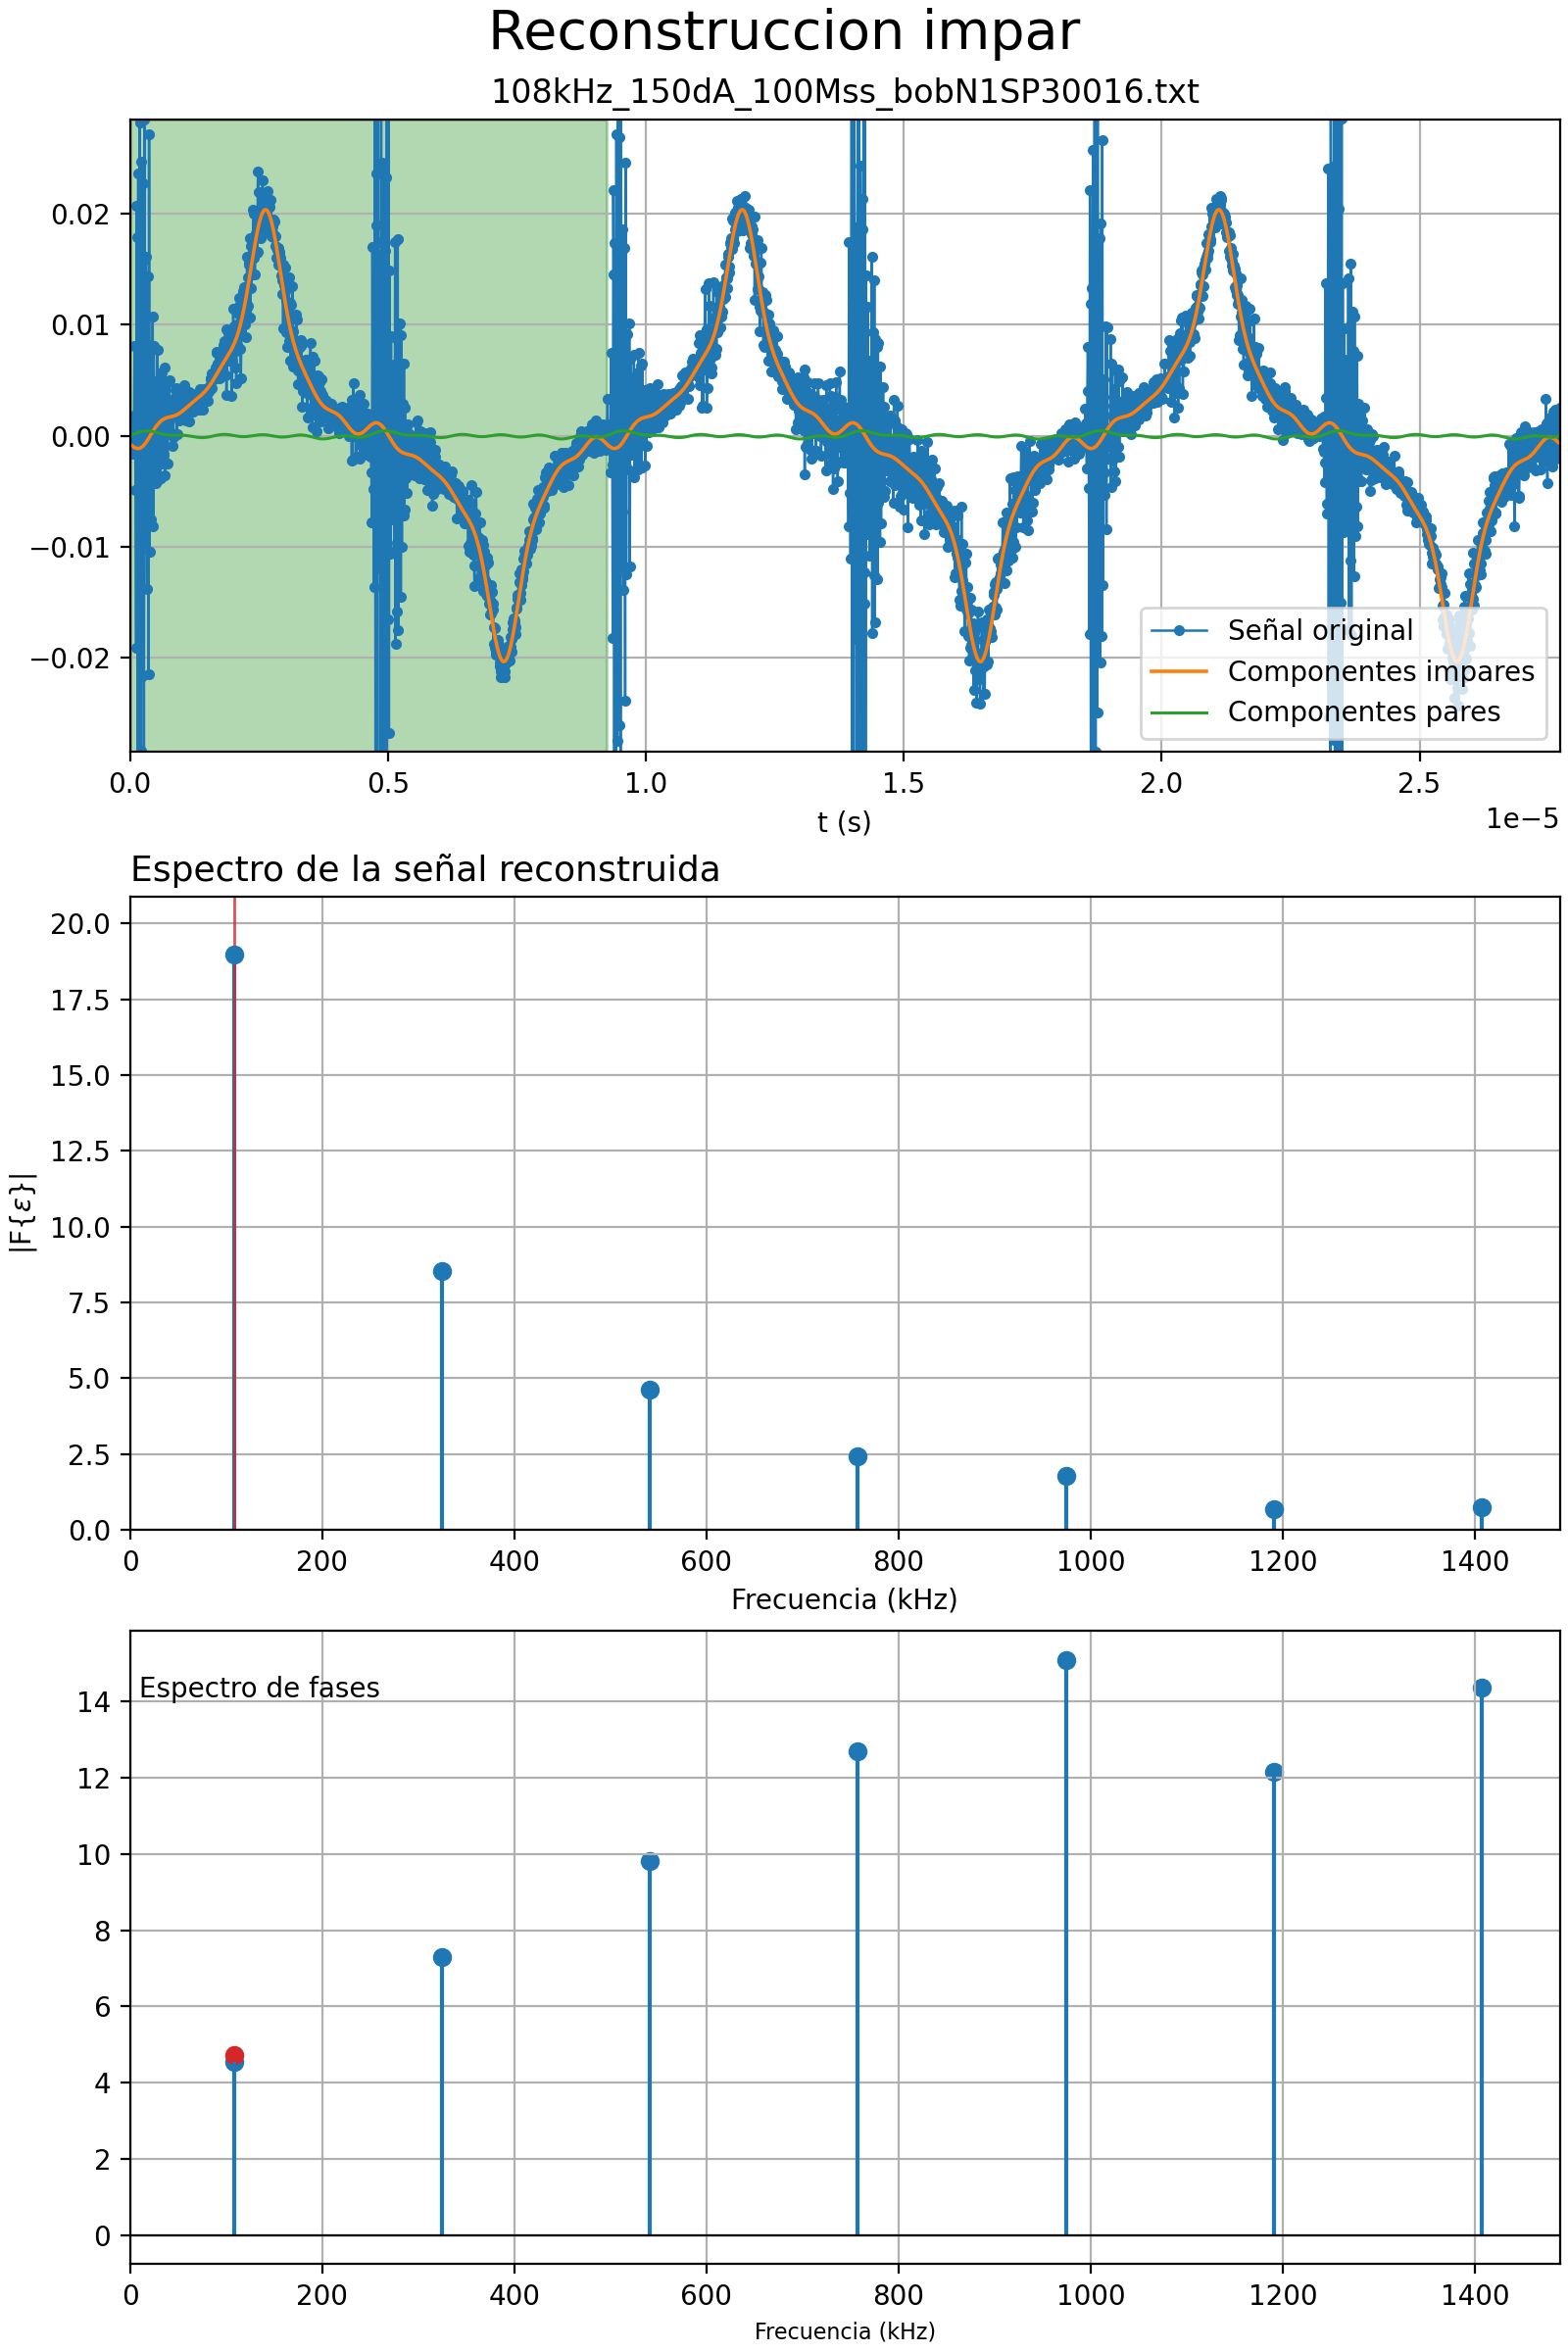 Reconstruccion impar
108kHz_150dA_100Mss_bobN1SP30016.txt
0.02
0.01
0.00
−0.01
−0.02
Señal original
Componentes impares
Componentes pares
0.0 0.5 1.0 1.5 2.0 2.5
1e−5
t (s)
Espectro de la señal reconstruida
20.0
17.5
15.0
12.5
10.0
7.5
5.0
2.5
0.0
|F{ε}|
0 200 400 600 800 1000 1200 1400
Frecuencia (kHz)
Espectro de fases
14
12
10
8
6
4
2
0
0 200 400 600 800 1000 1200 1400
Frecuencia (kHz)